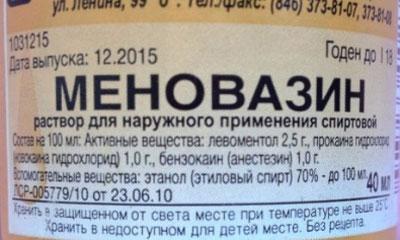 ул. Ленина, 99 Тел./факс: (846) 373-81-07, 373-81-08
1031215
Дата выпуска: 12.2015 Годен до I 18
МЕНОВАЗИН
раствор для наружного применения спиртовой
Состав на 100 мл: Активные вещества: левоментол 2,5 г., прокаина гидрохлорид
(новокаина гидрохлорид) 1,0 г., бензокаин (анестезин) 1,0 г.
Вспомогательные вещества: этанол (этиловый спирт) 70% - до 100 мл.
ЛСР-005779/10 от 23.06.10 40 мл
Хранить в защищенном от света месте при температуре не выше 25°С
Хранить в недоступном для детей месте. Без рецепта.